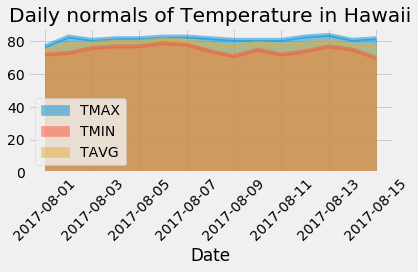 Daily normals of Temperature in Hawaii
80
60
40
20
0
TMAX
TMIN
TAVG
2017-08-01
2017-08-03
2017-08-05
2017-08-07
2017-08-09
2017-08-11
2017-08-13
2017-08-15
Date